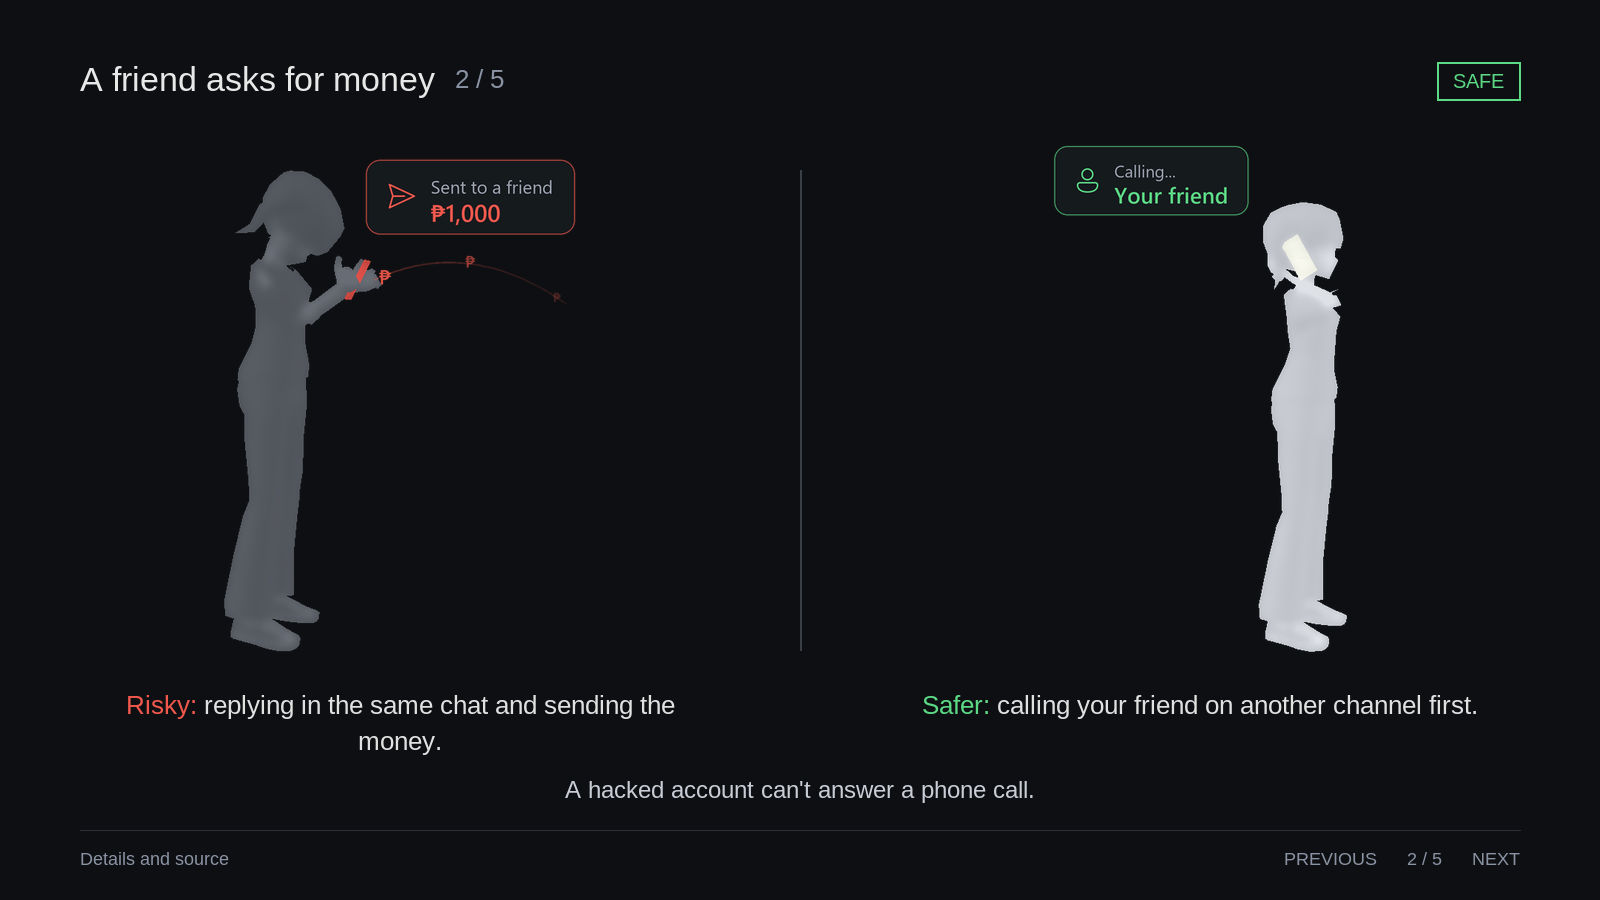 A friend asks for money 2 / 5
SAFE
Sent to a friend
₱1,000
₱
₱
₱
Calling...
Your friend
Risky: replying in the same chat and sending the
money.
Safer: calling your friend on another channel first.
A hacked account can't answer a phone call.
Details and source
PREVIOUS 2 / 5 NEXT